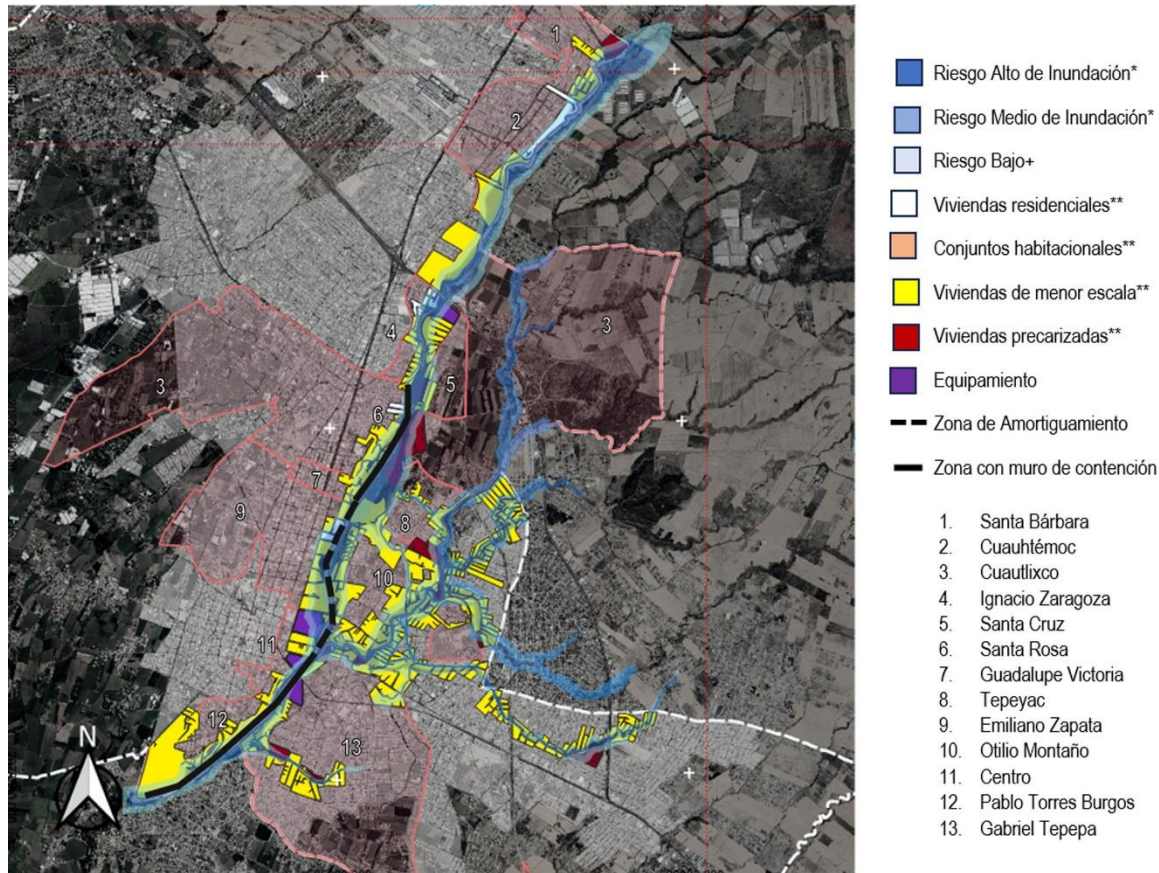 1
2
3
4
3
5
6
7
9
8
10
11
12
13
N
Riesgo Alto de Inundación*
Riesgo Medio de Inundación*
Riesgo Bajo+
Viviendas residenciales**
Conjuntos habitacionales**
Viviendas de menor escala**
Viviendas precarizadas**
Equipamiento
Zona de Amortiguamiento
Zona con muro de contención
1. Santa Bárbara
2. Cuauhtémoc
3. Cuautlixco
4. Ignacio Zaragoza
5. Santa Cruz
6. Santa Rosa
7. Guadalupe Victoria
8. Tepeyac
9. Emiliano Zapata
10. Otilio Montaño
11. Centro
12. Pablo Torres Burgos
13. Gabriel Tepepa